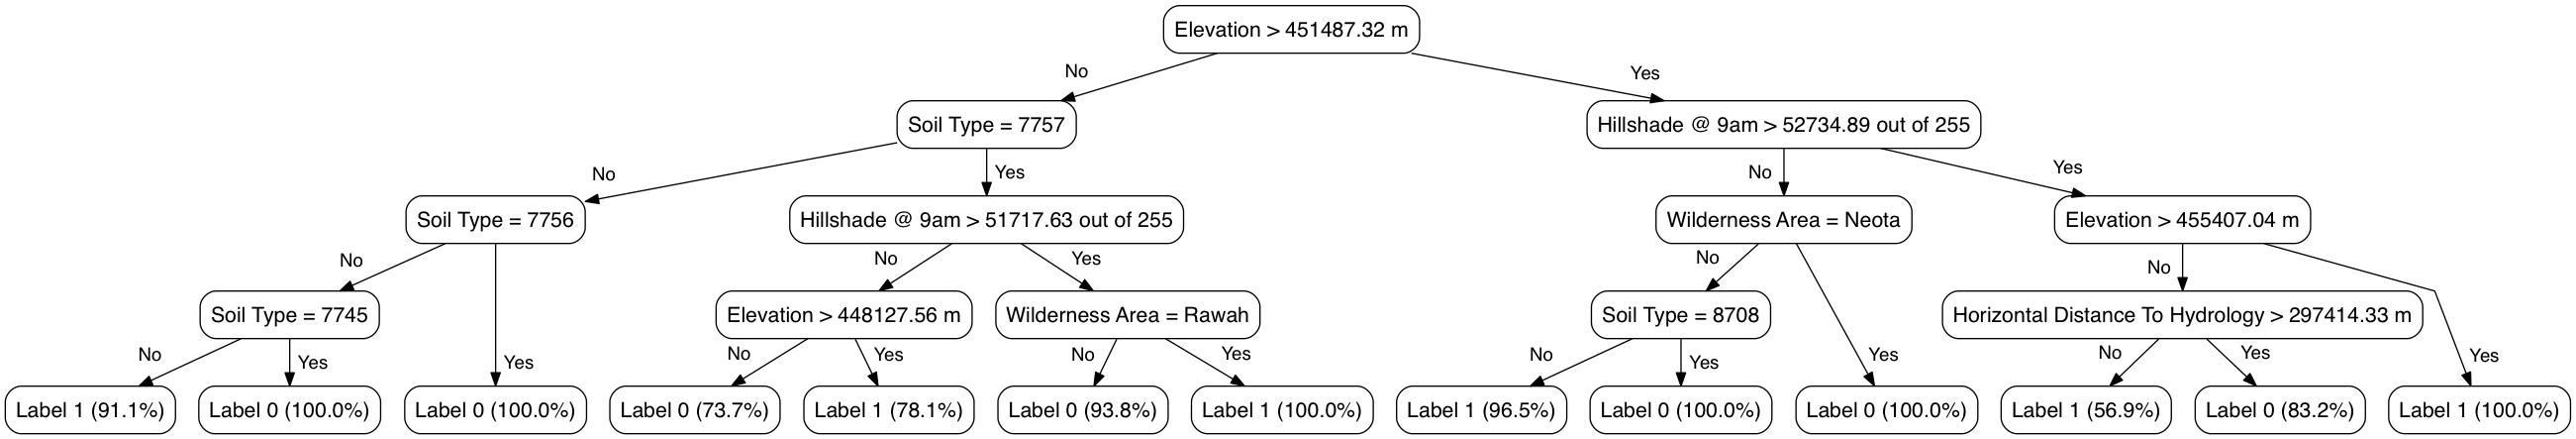 Elevation > 451487.32 m
No
Yes
Soil Type = 7757
Hillshade @ 9am > 52734.89 out of 255
No
Yes
No
Yes
Soil Type = 7756
Hillshade @ 9am > 51717.63 out of 255
Wilderness Area = Neota
Elevation > 455407.04 m
No
Yes
No
Yes
No
Yes
No
Yes
Soil Type = 7745
Elevation > 448127.56 m
Wilderness Area = Rawah
Soil Type = 8708
Horizontal Distance To Hydrology > 297414.33 m
No
Yes
No
Yes
No
Yes
No
Yes
No
Yes
Label 1 (91.1%)
Label 0 (100.0%)
Label 0 (100.0%)
Label 0 (73.7%)
Label 1 (78.1%)
Label 0 (93.8%)
Label 1 (100.0%)
Label 1 (96.5%)
Label 0 (100.0%)
Label 0 (100.0%)
Label 1 (56.9%)
Label 0 (83.2%)
Label 1 (100.0%)